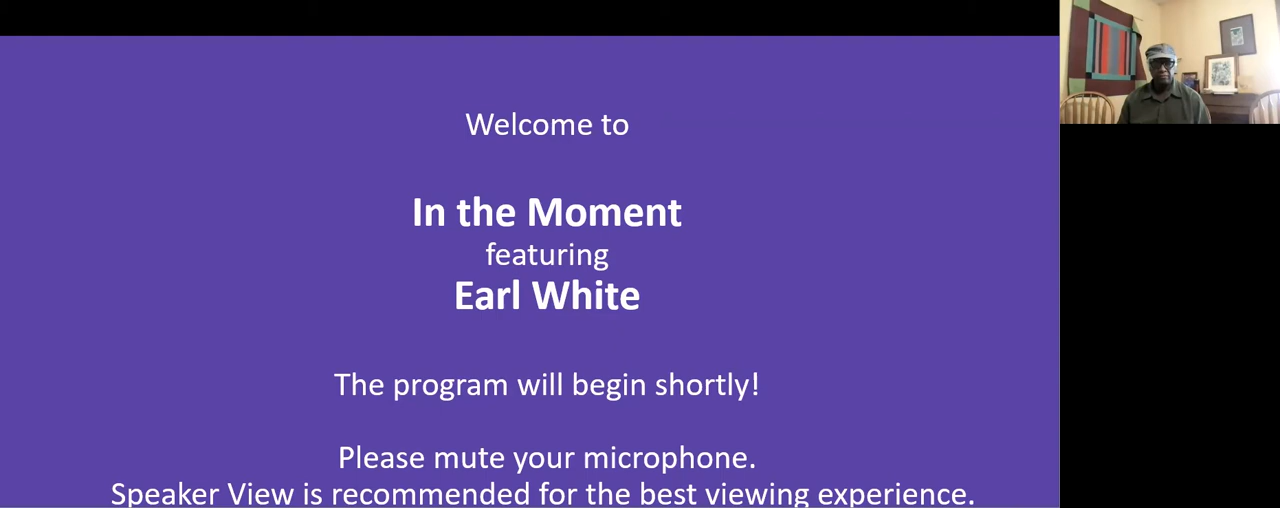 Welcome to
In the Moment
featuring
Earl White
The program will begin shortly!
Please mute your microphone.
Speaker View is recommended for the best viewing experience.